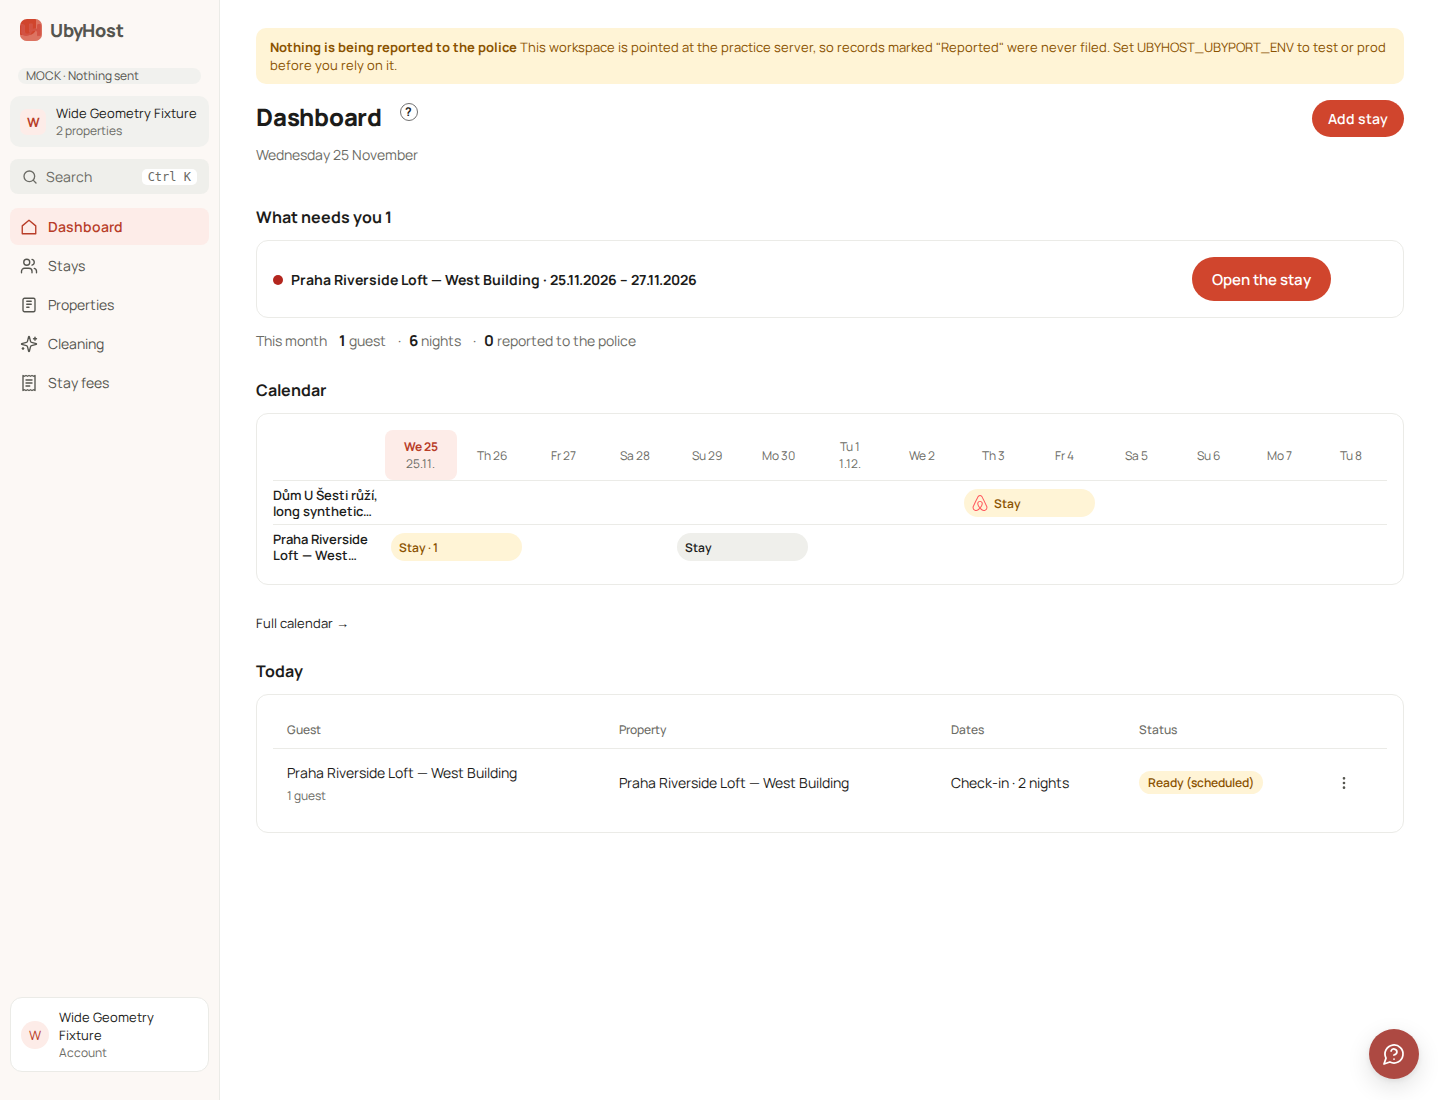 UbyHost
MOCK · Nothing sent
W
Wide Geometry Fixture
2 properties
Search
Ctrl K
Dashboard
Stays
Properties
Cleaning
Stay fees
W
Wide Geometry
Fixture
Account
Nothing is being reported to the police This workspace is pointed at the practice server, so records marked "Reported" were never filed. Set UBYHOST_UBYPORT_ENV to test or prod
before you rely on it.
Dashboard
?
Add stay
Wednesday 25 November
What needs you 1
Praha Riverside Loft — West Building · 25.11.2026 – 27.11.2026
Open the stay
This month 1 guest · 6 nights · 0 reported to the police
Calendar
We 25
25.11.
Th 26
Fr 27
Sa 28
Su 29
Mo 30
Tu 1
1.12.
We 2
Th 3
Fr 4
Sa 5
Su 6
Mo 7
Tu 8
Dům U Šesti růží,
long synthetic…
Stay
Praha Riverside
Loft — West…
Stay · 1
Stay
Full calendar →
Today
Guest Property Dates Status
Praha Riverside Loft — West Building
1 guest
Praha Riverside Loft — West Building
Check-in · 2 nights
Ready (scheduled)